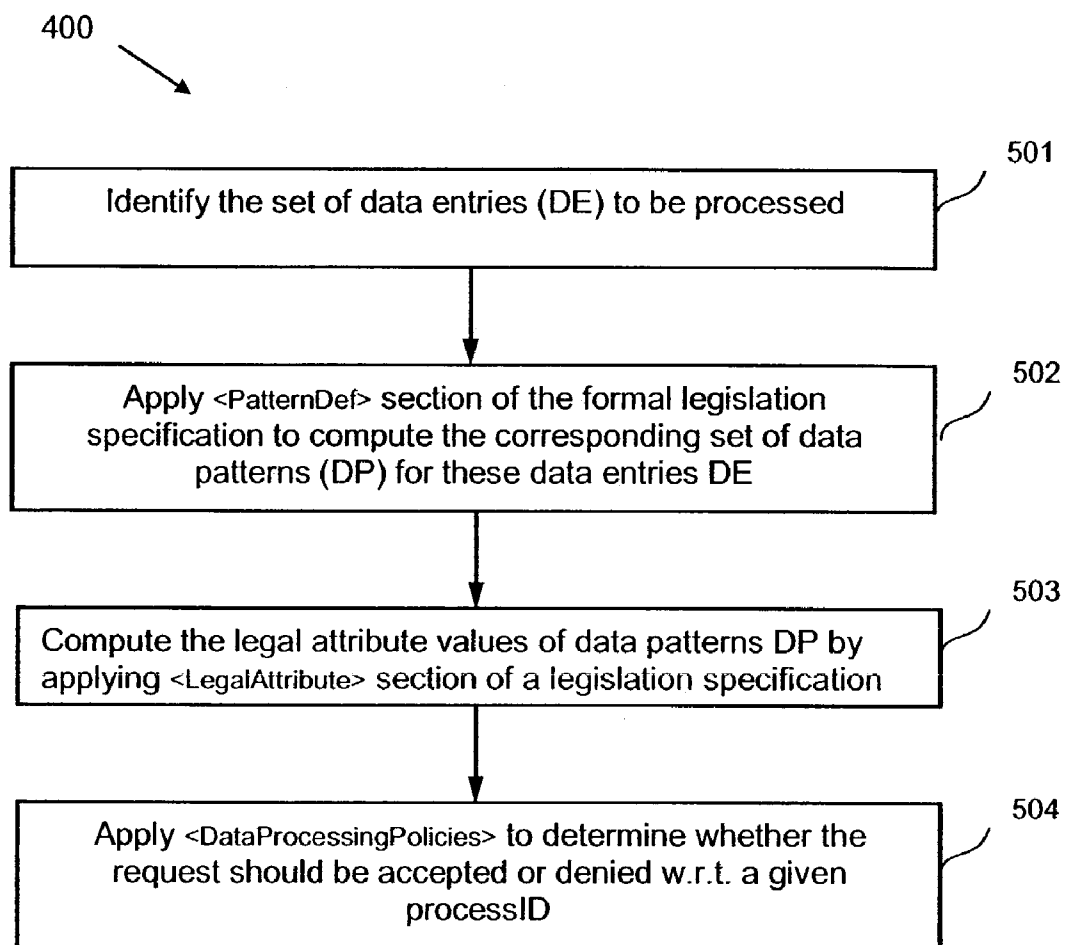 400
501
Identify the set of data entries (DE) to be processed
502
Apply <PatternDef> section of the formal legislation
specification to compute the corresponding set of data
patterns (DP) for these data entries DE
503
Compute the legal attribute values of data patterns DP by
applying <LegalAttribute> section of a legislation specification
504
Apply <DataProcessingPolicies> to determine whether the
request should be accepted or denied w.r.t. a given
processID